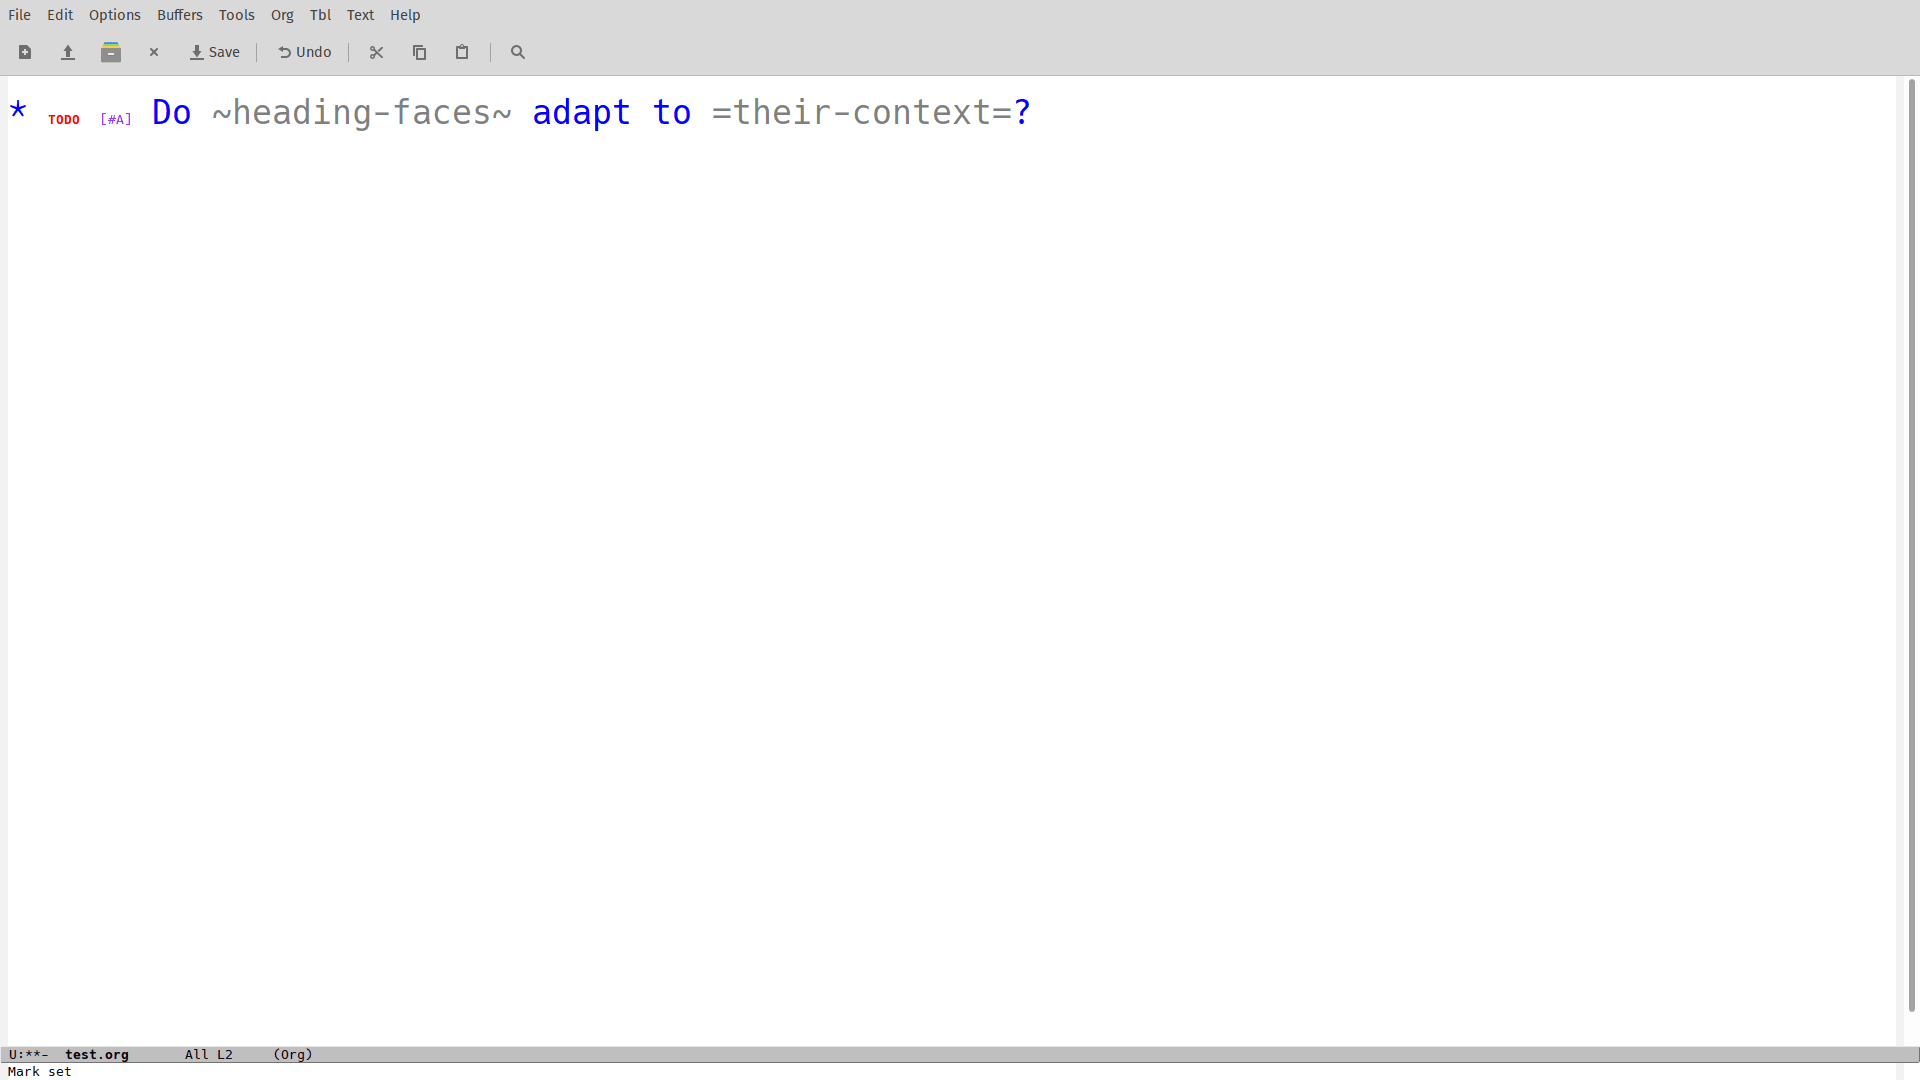 File Edit Options Buffers Tools Org Tbl Text Help
Save Undo
* TODO [#A] Do ~heading-faces~ adapt to =their-context=?
U:**- test.org All L2 (Org)
Mark set